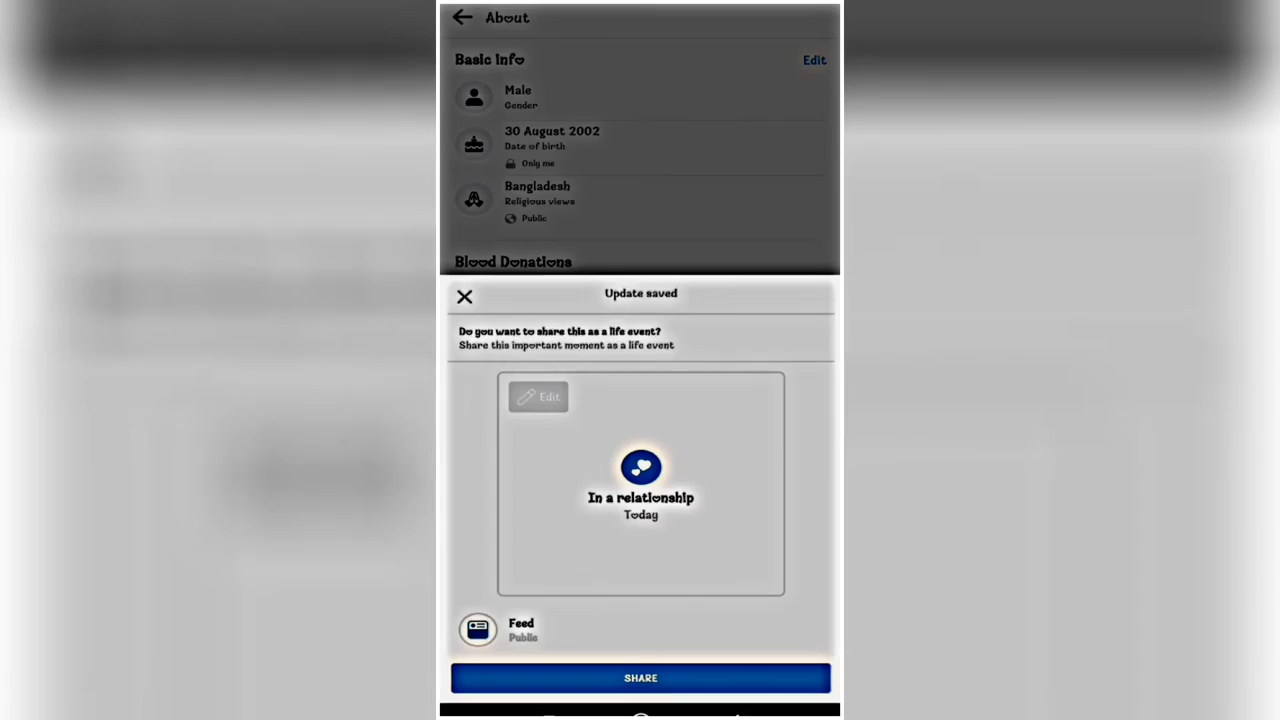 About
Basic Info
Edit
Male
Gender
30 August 2002
Date of birth
Only me
Bangladesh
Religious views
Public
Blood Donations
Update saved
Do you want to share this as a life event?
Share this important moment as a life event
Edit
In a relationship
Today
Feed
Public
SHARE